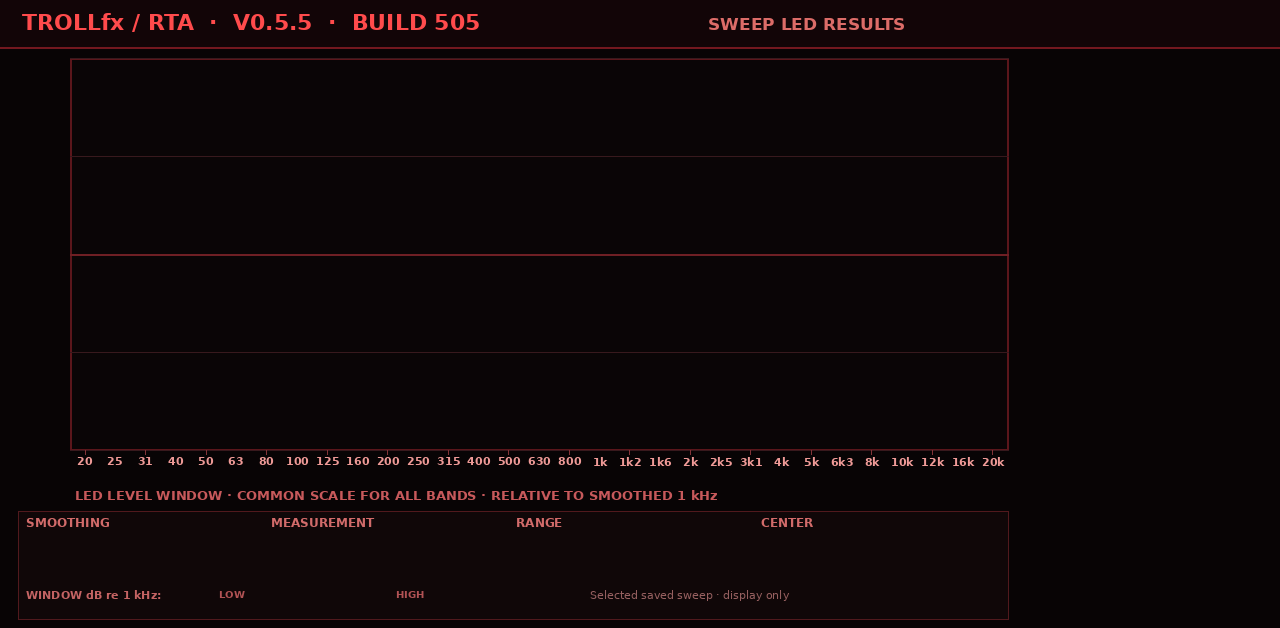 TROLLfx / RTA · V0.5.5 · BUILD 505
SWEEP LED RESULTS
20 25 31 40 50 63 80 100 125 160 200 250 315 400 500 630 800 1k 1k2 1k6 2k 2k5 3k1 4k 5k 6k3 8k 10k 12k 16k 20k
LED LEVEL WINDOW · COMMON SCALE FOR ALL BANDS · RELATIVE TO SMOOTHED 1 kHz
SMOOTHING MEASUREMENT RANGE CENTER
WINDOW dB re 1 kHz: LOW HIGH Selected saved sweep · display only